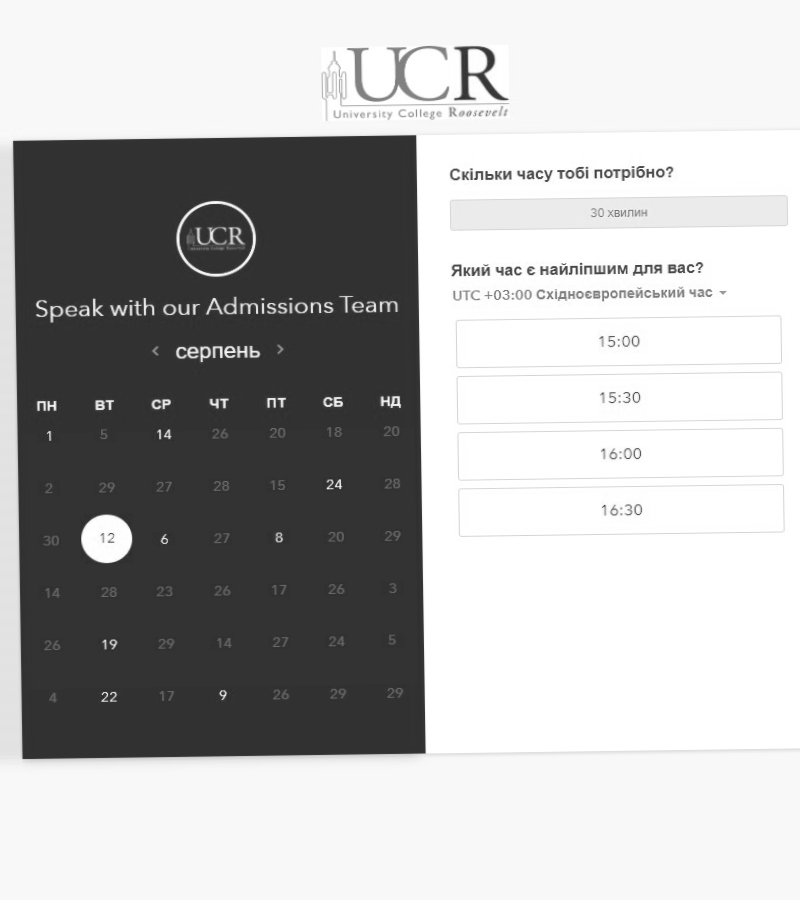 UCR
University College Roosevelt
UCR
Speak with our Admissions Team
серпень
ПН ВТ СР ЧТ ПТ СБ НД
1 5 14 26 20 18 20
2 29 27 28 15 24 28
30 12 6 27 8 20 29
14 28 23 26 17 26 3
26 19 29 14 27 24 5
4 22 17 9 26 29 29
Скільки часу тобі потрібно?
30 хвилин
Який час є найліпшим для вас?
UTC +03:00 Східноєвропейський час
15:00
15:30
16:00
16:30